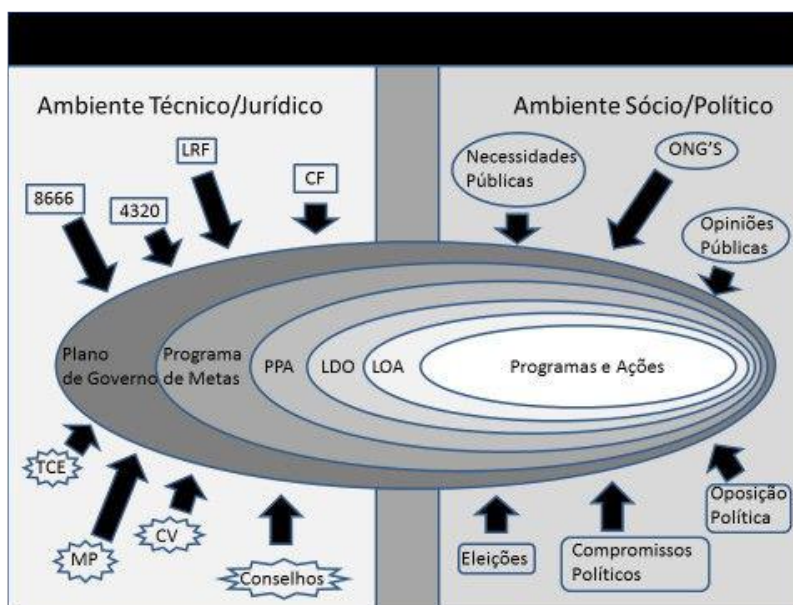 Ambiente Técnico/Jurídico
Ambiente Sócio/Político
LRF
CF
8666
4320
Necessidades
Públicas
ONG'S
Opiniões
Públicas
Plano
de Governo
Programa
de Metas
PPA
LDO
LOA
Programas e Ações
TCE
MP
CV
Conselhos
Eleições
Compromissos
Políticos
Oposição
Política